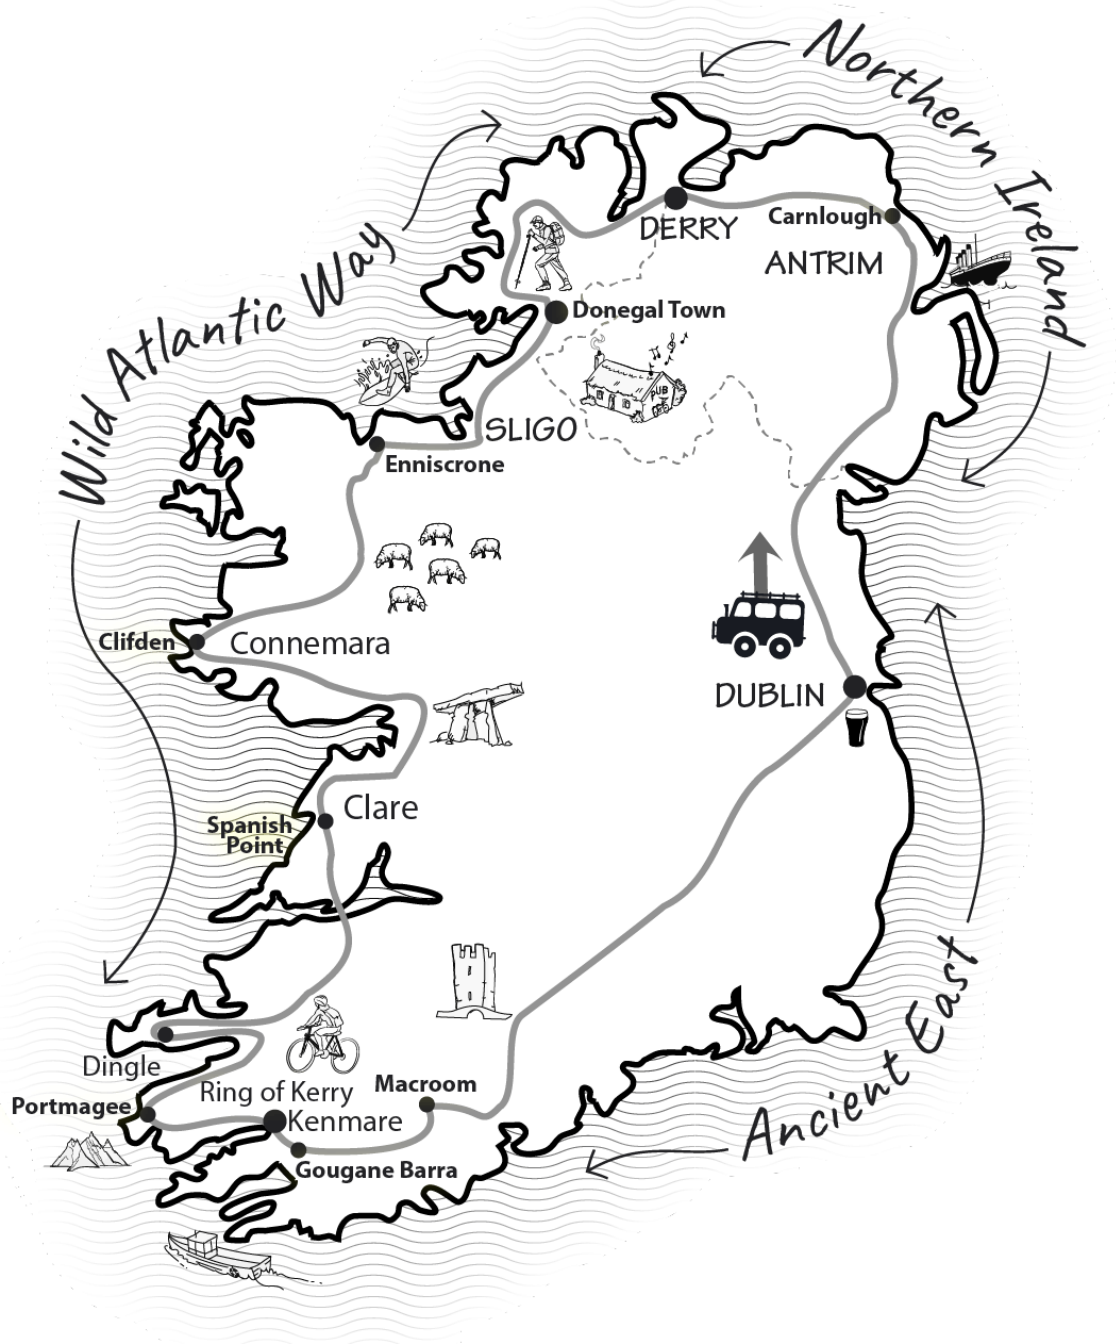 Northern Ireland
Wild Atlantic Way
DERRY
Carnlough
ANTRIM
Donegal Town
PUB
SLIGO
Enniscrone
Clifden
Connemara
DUBLIN
Clare
Spanish
Point
Ancient East
Dingle
Ring of Kerry
Macroom
Portmagee
Kenmare
Gougane Barra